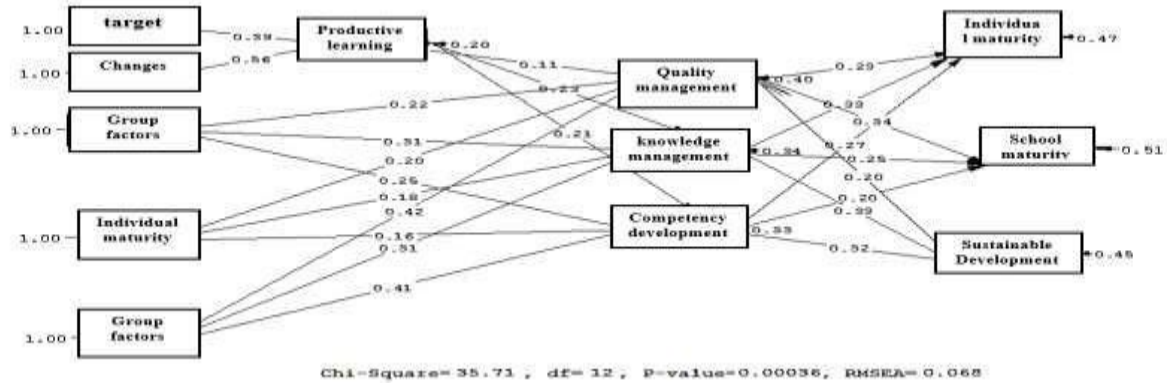 target
1.00
Changes
1.00
Group
factors
1.00
Individual
maturity
1.00
Group
factors
1.00
Productive
learning
0.20
Quality
management
0.40
knowledge
management
0.34
Competency
development
0.33
Individua
l maturity
0.47
School
maturity
0.51
Sustainable
Development
0.45
0.39
0.56
0.11
0.23
0.21
0.22
0.31
0.20
0.25
0.18
0.42
0.16
0.31
0.41
0.29
0.33
0.34
0.27
0.25
0.20
0.20
0.39
0.32
Chi-Square=35.71 , df=12, P-value=0.00036, RMSEA=0.068